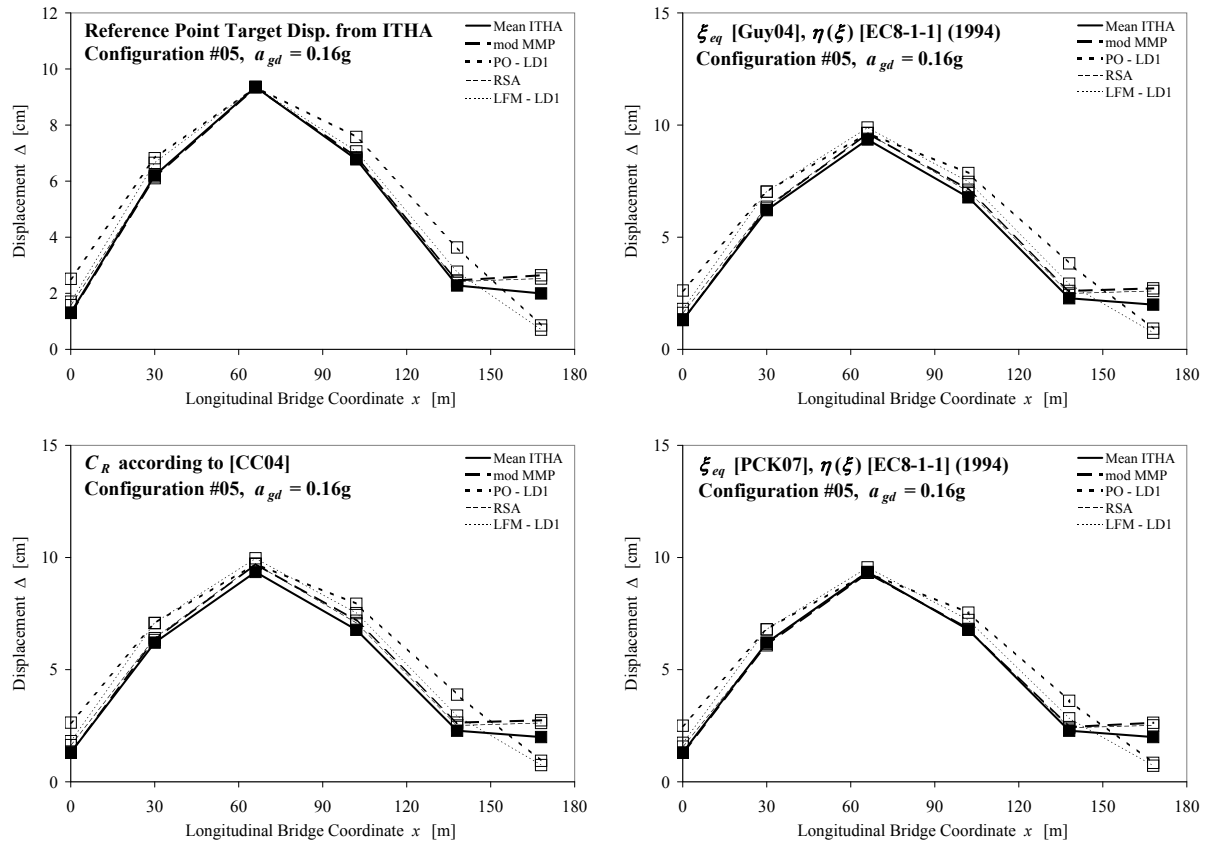 Reference Point Target Disp. from ITHA
Configuration #05, a gd = 0.16g
Mean ITHA
mod MMP
PO - LD1
RSA
LFM - LD1
12
10
8
6
4
2
0
Displacement Δ [cm]
0 30 60 90 120 150 180
Longitudinal Bridge Coordinate x [m]
ξ eq [Guy04], η(ξ) [EC8-1-1] (1994)
Configuration #05, a gd = 0.16g
Mean ITHA
mod MMP
PO - LD1
RSA
LFM - LD1
15
10
5
0
Displacement Δ [cm]
0 30 60 90 120 150 180
Longitudinal Bridge Coordinate x [m]
C R according to [CC04]
Configuration #05, a gd = 0.16g
Mean ITHA
mod MMP
PO - LD1
RSA
LFM - LD1
15
10
5
0
Displacement Δ [cm]
0 30 60 90 120 150 180
Longitudinal Bridge Coordinate x [m]
ξ eq [PCK07], η(ξ) [EC8-1-1] (1994)
Configuration #05, a gd = 0.16g
Mean ITHA
mod MMP
PO - LD1
RSA
LFM - LD1
15
10
5
0
Displacement Δ [cm]
0 30 60 90 120 150 180
Longitudinal Bridge Coordinate x [m]